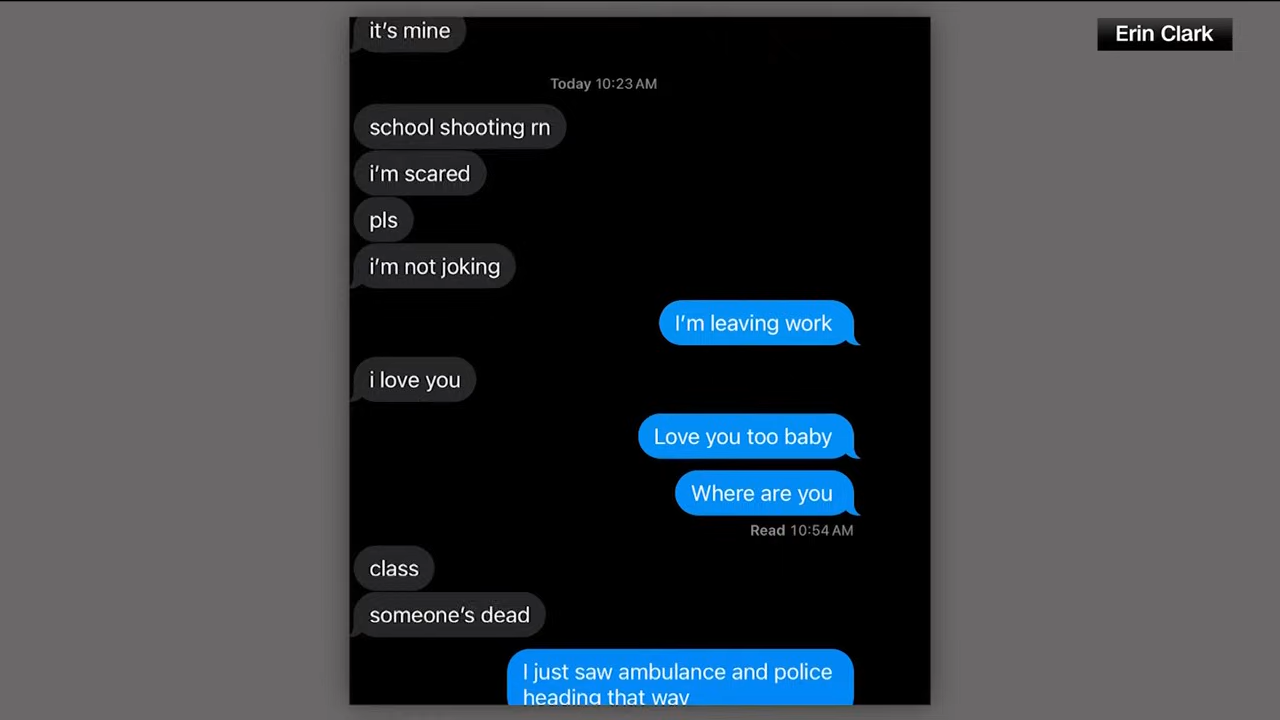 Erin Clark
it’s mine
Today 10:23 AM
school shooting rn
i’m scared
pls
i’m not joking
I’m leaving work
i love you
Love you too baby
Where are you
Read 10:54 AM
class
someone’s dead
I just saw ambulance and police
heading that way